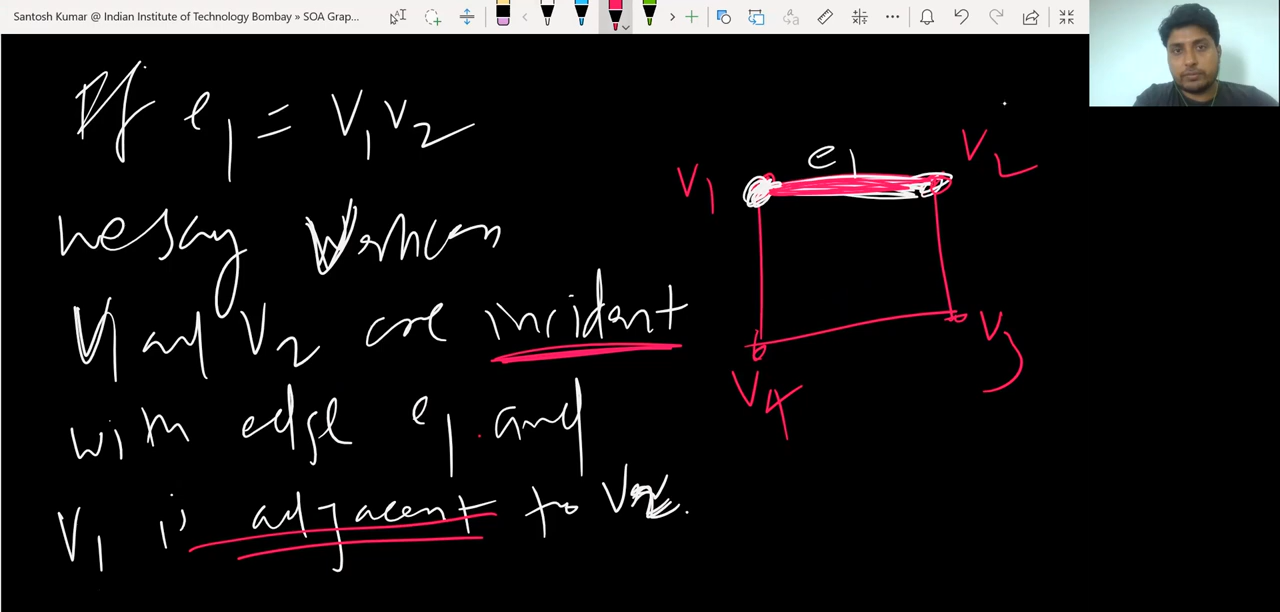 Santosh Kumar @ Indian Institute of Technology Bombay » SOA Grap...
If e1 = V1V2
we say
V1 and V2 are incident
with edge e1 and
V1 is adjacent to V2.
e1
V1
V2
V3
V4